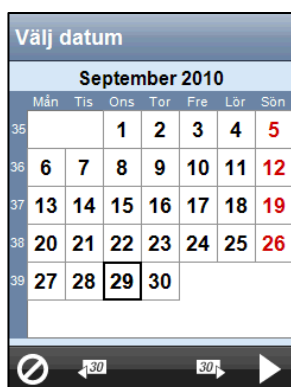 Välj datum
September 2010
Mån Tis Ons Tor Fre Lör Sön
35 1 2 3 4 5
36 6 7 8 9 10 11 12
37 13 14 15 16 17 18 19
38 20 21 22 23 24 25 26
39 27 28 29 30
30 30